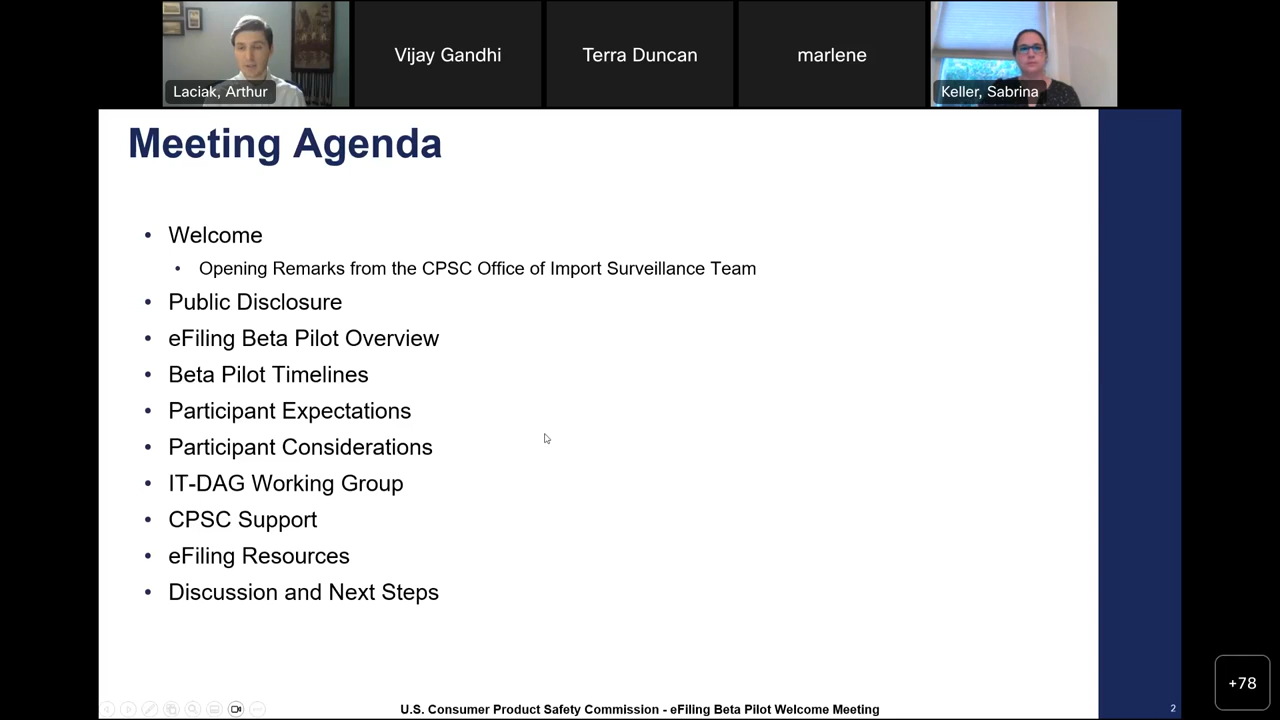 Laciak, Arthur
Vijay Gandhi
Terra Duncan
marlene
Keller, Sabrina
Meeting Agenda
• Welcome
• Opening Remarks from the CPSC Office of Import Surveillance Team
• Public Disclosure
• eFiling Beta Pilot Overview
• Beta Pilot Timelines
• Participant Expectations
• Participant Considerations
• IT-DAG Working Group
• CPSC Support
• eFiling Resources
• Discussion and Next Steps
+78
U.S. Consumer Product Safety Commission - eFiling Beta Pilot Welcome Meeting
2